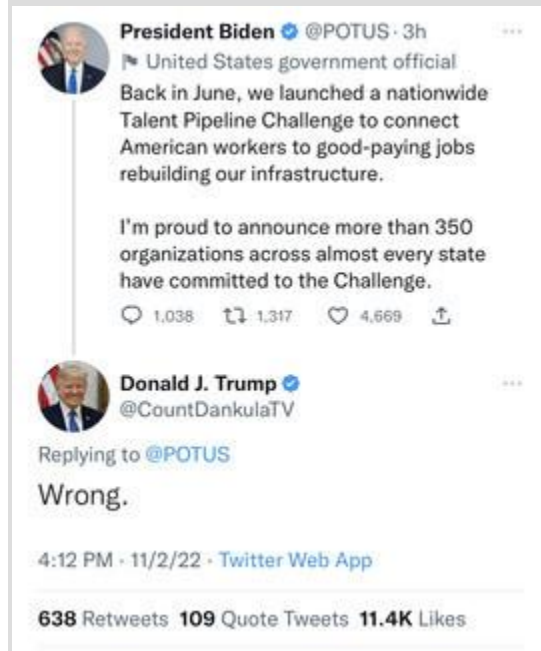 President Biden @POTUS · 3h
United States government official
Back in June, we launched a nationwide
Talent Pipeline Challenge to connect
American workers to good-paying jobs
rebuilding our infrastructure.
I'm proud to announce more than 350
organizations across almost every state
have committed to the Challenge.
1,038 1,317 4,669
Donald J. Trump
@CountDankulaTV
Replying to @POTUS
Wrong.
4:12 PM · 11/2/22 · Twitter Web App
638 Retweets 109 Quote Tweets 11.4K Likes